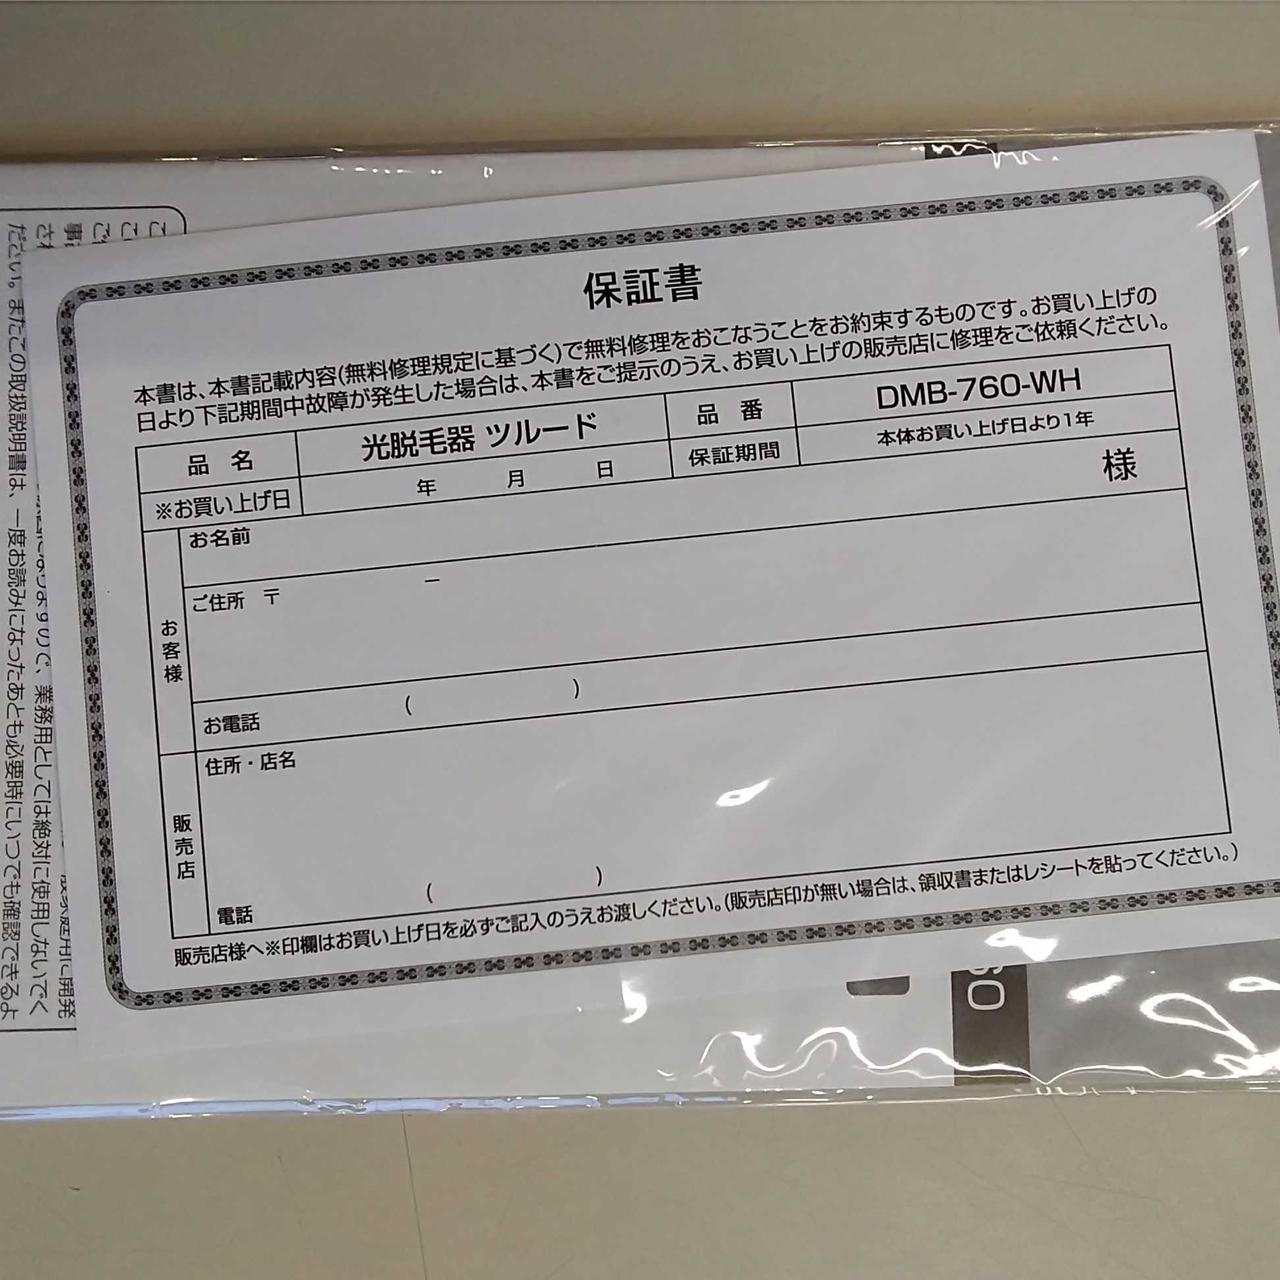 保証書
本書は、本書記載内容(無料修理規定に基づく)で無料修理をおこなうことをお約束するものです。お買い上げの
日より下記期間中故障が発生した場合は、本書をご提示のうえ、お買い上げの販売店に修理をご依頼ください。
品 名 光脱毛器 ツルード 品 番 DMB-760-WH
※お買い上げ日 年 月 日 保証期間 本体お買い上げ日より1年
お客様
お名前 様
ご住所 〒 −
お電話 ( )
販売店
住所・店名
電話 ( )
販売店様へ※印欄はお買い上げ日を必ずご記入のうえお渡しください。(販売店印が無い場合は、領収書またはレシートを貼ってください。)
ので、業務用としては絶対に使用しないでく
ださい。またこの取扱説明書は、一度お読みになったあとも必要時にいつでも確認できるよ